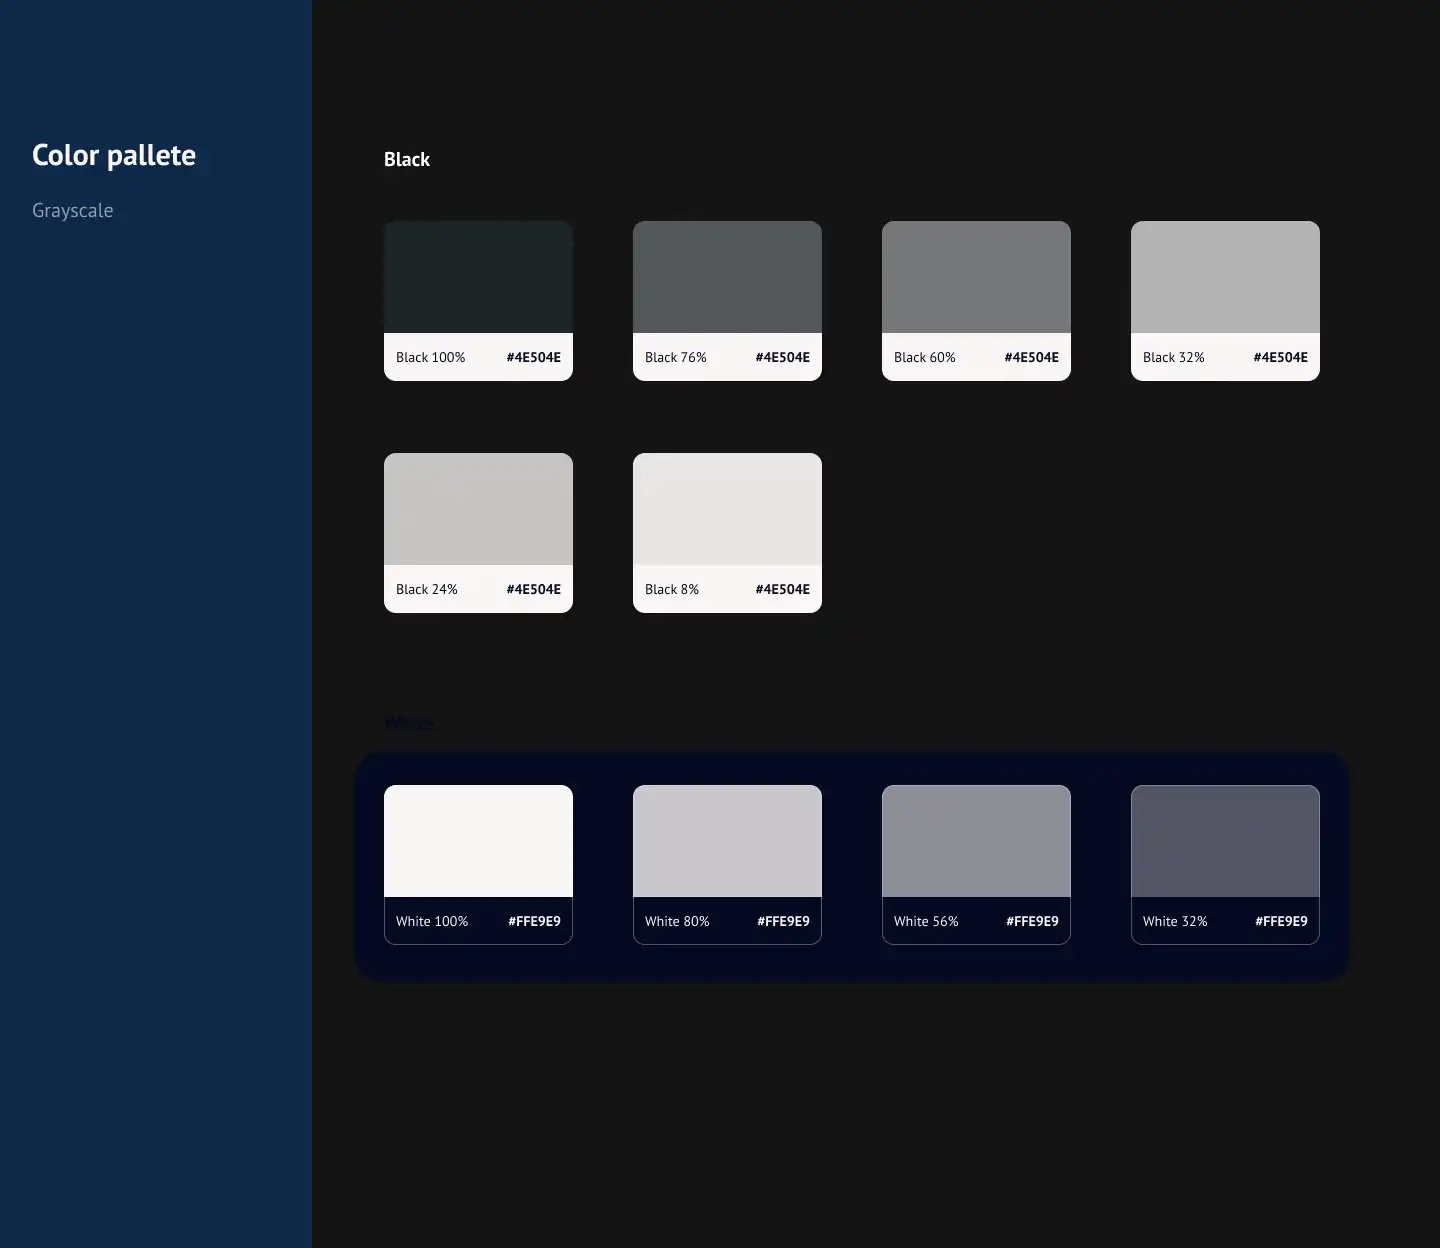 Color pallete
Grayscale
Black
Black 100% #4E504E
Black 76% #4E504E
Black 60% #4E504E
Black 32% #4E504E
Black 24% #4E504E
Black 8% #4E504E
White
White 100% #FFE9E9
White 80% #FFE9E9
White 56% #FFE9E9
White 32% #FFE9E9